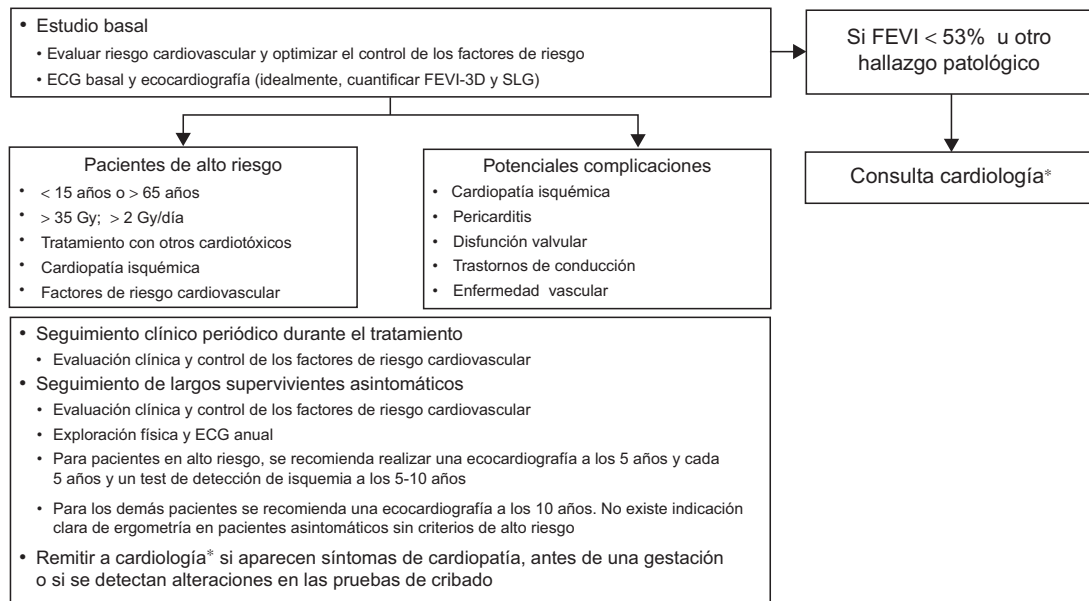 • Estudio basal
• Evaluar riesgo cardiovascular y optimizar el control de los factores de riesgo
• ECG basal y ecocardiografía (idealmente, cuantificar FEVI-3D y SLG)
Si FEVI < 53% u otro
hallazgo patológico
Consulta cardiología*
Pacientes de alto riesgo
• < 15 años o > 65 años
• > 35 Gy; > 2 Gy/día
• Tratamiento con otros cardiotóxicos
• Cardiopatía isquémica
• Factores de riesgo cardiovascular
Potenciales complicaciones
• Cardiopatía isquémica
• Pericarditis
• Disfunción valvular
• Trastornos de conducción
• Enfermedad vascular
• Seguimiento clínico periódico durante el tratamiento
• Evaluación clínica y control de los factores de riesgo cardiovascular
• Seguimiento de largos supervivientes asintomáticos
• Evaluación clínica y control de los factores de riesgo cardiovascular
• Exploración física y ECG anual
• Para pacientes en alto riesgo, se recomienda realizar una ecocardiografía a los 5 años y cada
5 años y un test de detección de isquemia a los 5-10 años
• Para los demás pacientes se recomienda una ecocardiografía a los 10 años. No existe indicación
clara de ergometría en pacientes asintomáticos sin criterios de alto riesgo
• Remitir a cardiología* si aparecen síntomas de cardiopatía, antes de una gestación
o si se detectan alteraciones en las pruebas de cribado